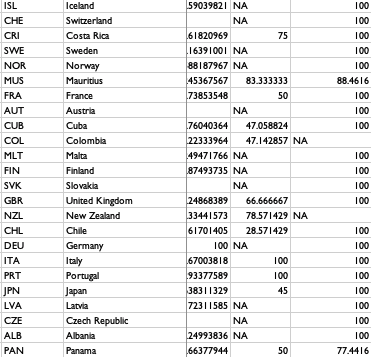 ISL Iceland .59039821 NA 100
CHE Switzerland NA 100
CRI Costa Rica .61820969 75 100
SWE Sweden .16391001 NA 100
NOR Norway 88187967 NA 100
MUS Mauritius .45367567 83.333333 88.4616
FRA France .73853548 50 100
AUT Austria NA 100
CUB Cuba .76040364 47.058824 100
COL Colombia .22333964 47.142857 NA
MLT Malta .49471766 NA 100
FIN Finland .87493735 NA 100
SVK Slovakia NA 100
GBR United Kingdom .24868389 66.666667 100
NZL New Zealand .33441573 78.571429 NA
CHL Chile 61701405 28.571429 100
DEU Germany 100 NA 100
ITA Italy .67003818 100 100
PRT Portugal .93377589 100 100
JPN Japan .38311329 45 100
LVA Latvia 72311585 NA 100
CZE Czech Republic NA 100
ALB Albania .24993836 NA 100
PAN Panama .66377944 50 77.4416